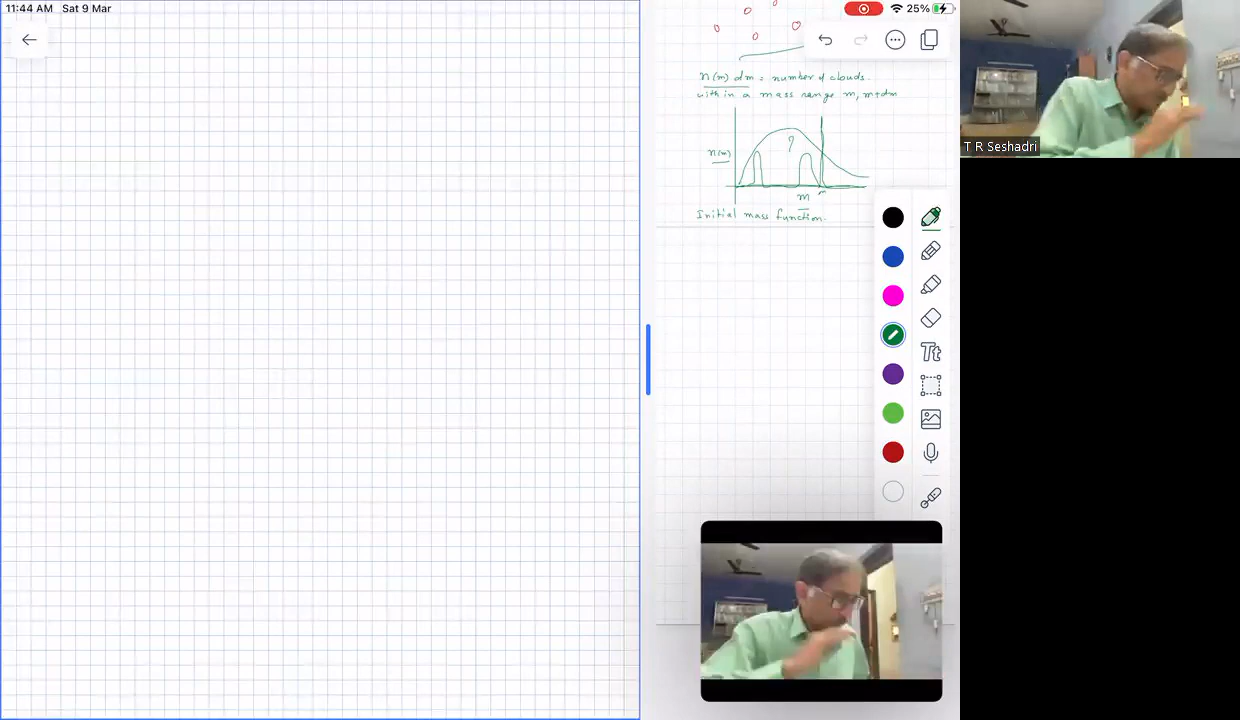 11:44 AM Sat 9 Mar
25%
n(m) dm = number of clouds.
with in a mass range m, m+dm
n(m)
?
m
m
Initial mass function.
Tt
T R Seshadri